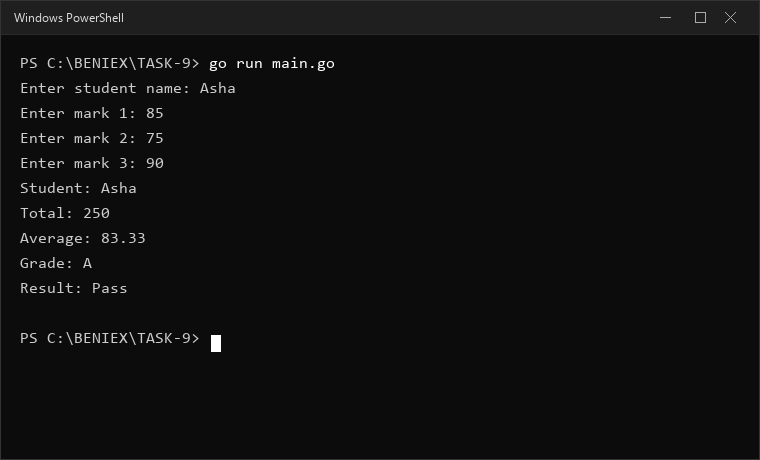 Windows PowerShell
PS C:\BENIEX\TASK-9> go run main.go
Enter student name: Asha
Enter mark 1: 85
Enter mark 2: 75
Enter mark 3: 90
Student: Asha
Total: 250
Average: 83.33
Grade: A
Result: Pass
PS C:\BENIEX\TASK-9>